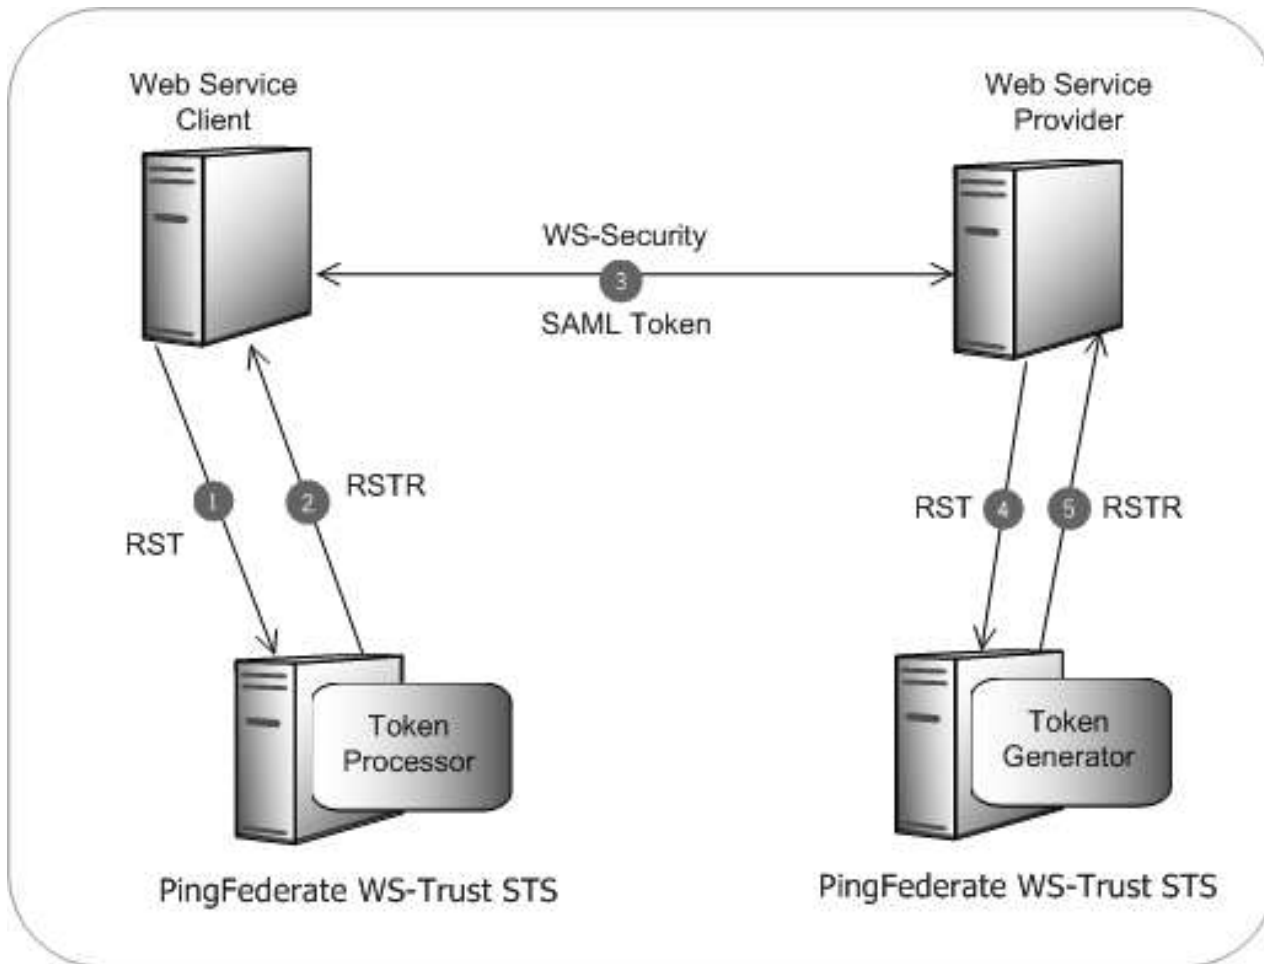 Web Service
Client
Web Service
Provider
WS-Security
3
SAML Token
1
RST
2
RSTR
RST
4
5
RSTR
Token
Processor
Token
Generator
PingFederate WS-Trust STS
PingFederate WS-Trust STS